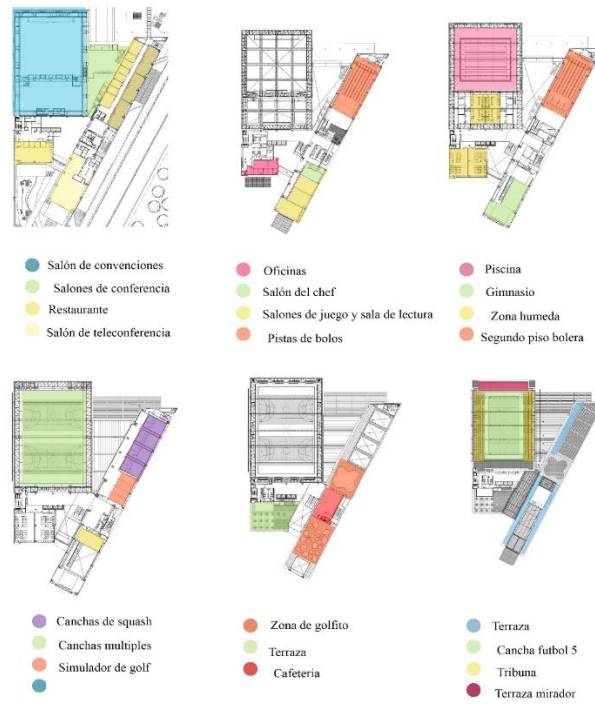 Salón de convenciones
Salones de conferencia
Restaurante
Salón de teleconferencia
Oficinas
Salón del chef
Salones de juego y sala de lectura
Pistas de bolos
Piscina
Gimnasio
Zona humeda
Segundo piso bolera
Canchas de squash
Canchas multiples
Simulador de golf
Zona de golfito
Terraza
Cafeteria
Terraza
Cancha futbol 5
Tribuna
Terraza mirador